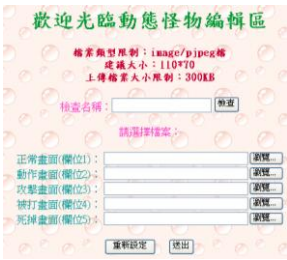 歡迎光臨動態怪物編輯區
檔案類型限制：image/pjpeg檔
建議大小：110*70
上傳檔案大小限制：300KB
檢查名稱： 檢查
請選擇檔案：
正常畫面(欄位1)： 瀏覽...
動作畫面(欄位22)： 瀏覽...
攻擊畫面(欄位23)： 瀏覽...
被打畫面(欄位24)： 瀏覽...
死掉畫面(欄位25)： 瀏覽...
重新設定 送出